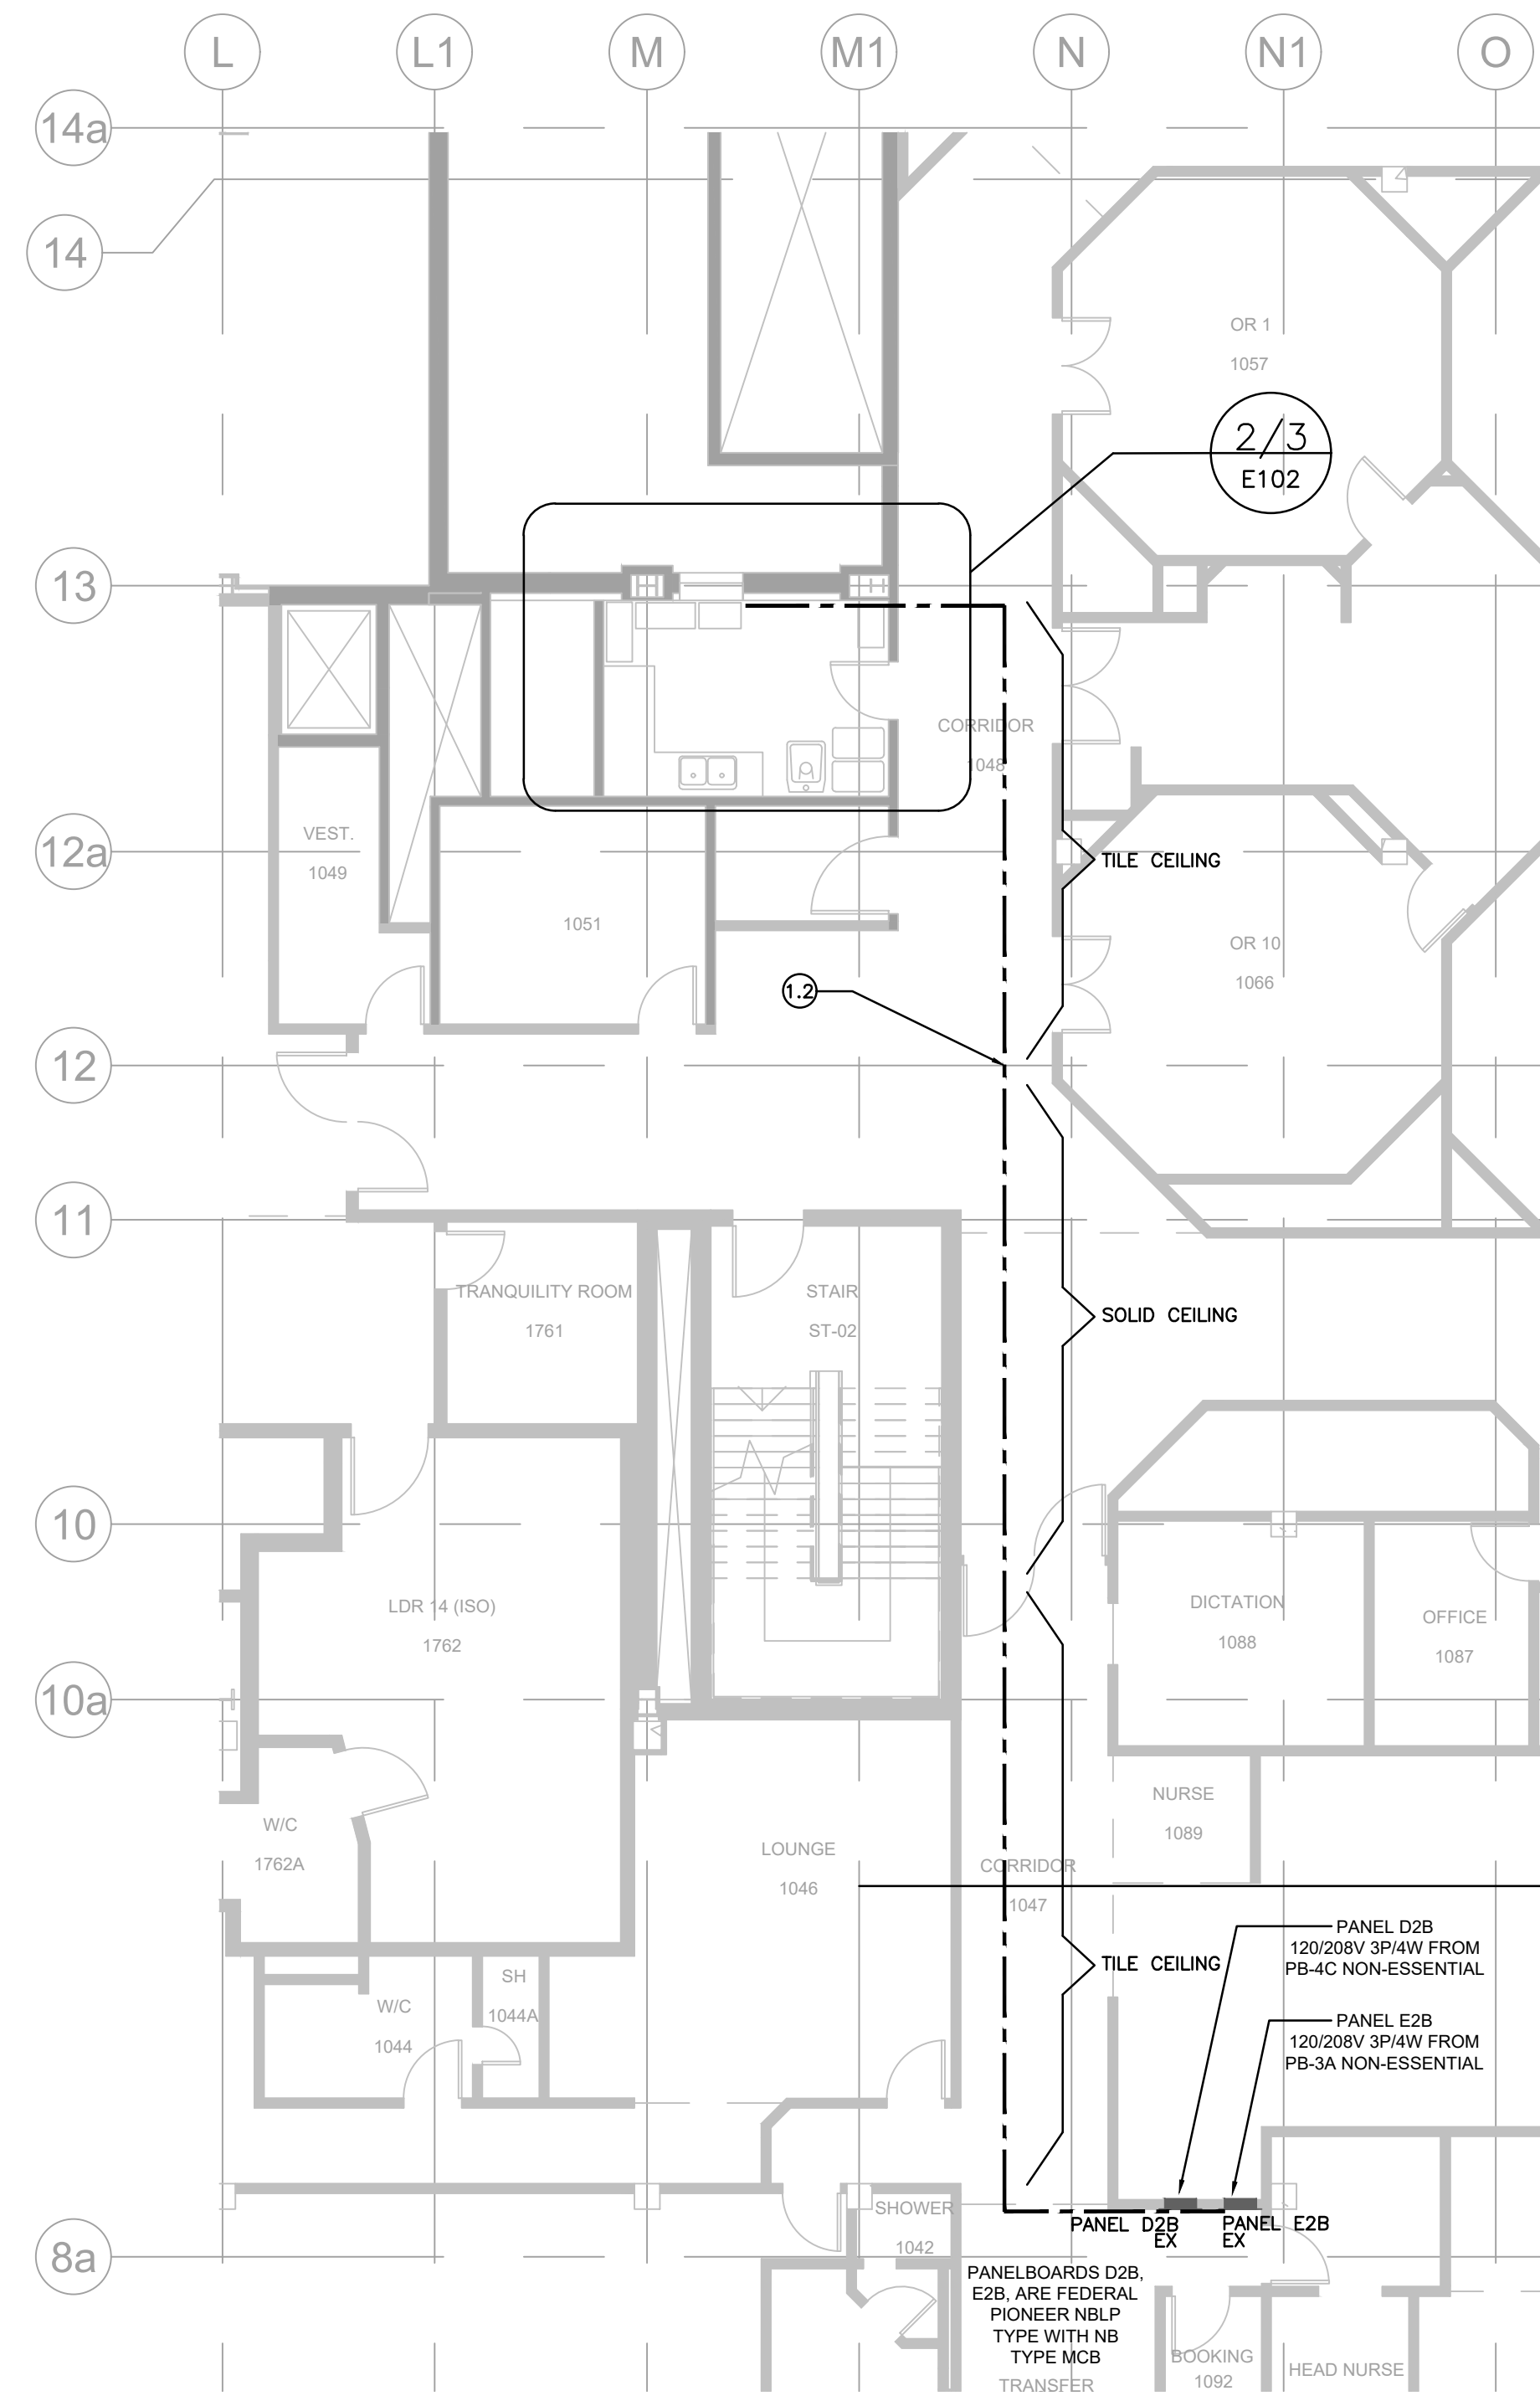 L
L1
M
M1
N
N1
O
14a
14
OR 1
1057
2/3
E102
13
CORRIDOR
1048
VEST.
1049
12a
TILE CEILING
1051
OR 10
1066
1.2
12
11
TRANQUILITY ROOM
1761
STAIR
ST-02
SOLID CEILING
10
LDR 14 (ISO)
1762
DICTATION
1088
OFFICE
1087
10a
NURSE
1089
W/C
1762A
LOUNGE
1046
CORRIDOR
1047
PANEL D2B
120/208V 3P/4W FROM
PB-4C NON-ESSENTIAL
TILE CEILING
SH
1044A
W/C
1044
PANEL E2B
120/208V 3P/4W FROM
PB-3A NON-ESSENTIAL
SHOWER
1042
PANEL D2B
EX
PANEL E2B
EX
8a
PANELBOARDS D2B,
E2B, ARE FEDERAL
PIONEER NBLP
TYPE WITH NB
TYPE MCB
TRANSFER
BOOKING
1092
HEAD NURSE